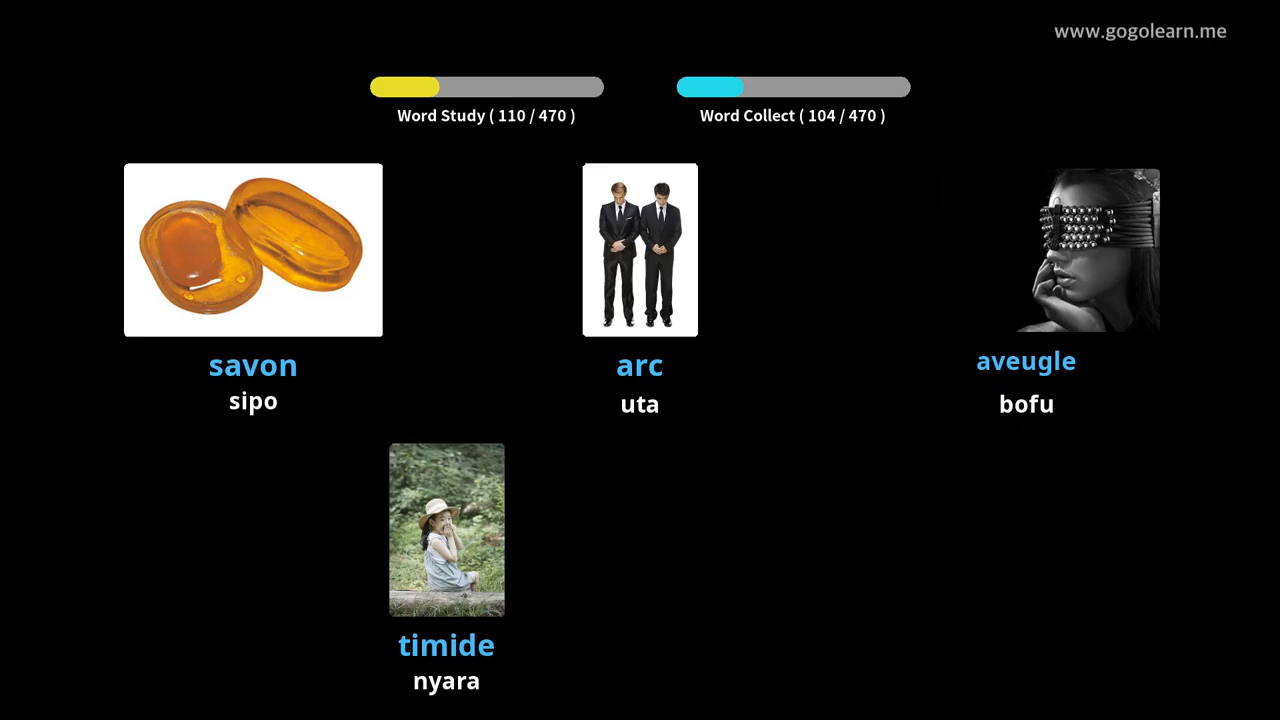 www.gogolearn.me
Word Study ( 110 / 470 )
Word Collect ( 104 / 470 )
savon
sipo
arc
uta
aveugle
bofu
timide
nyara